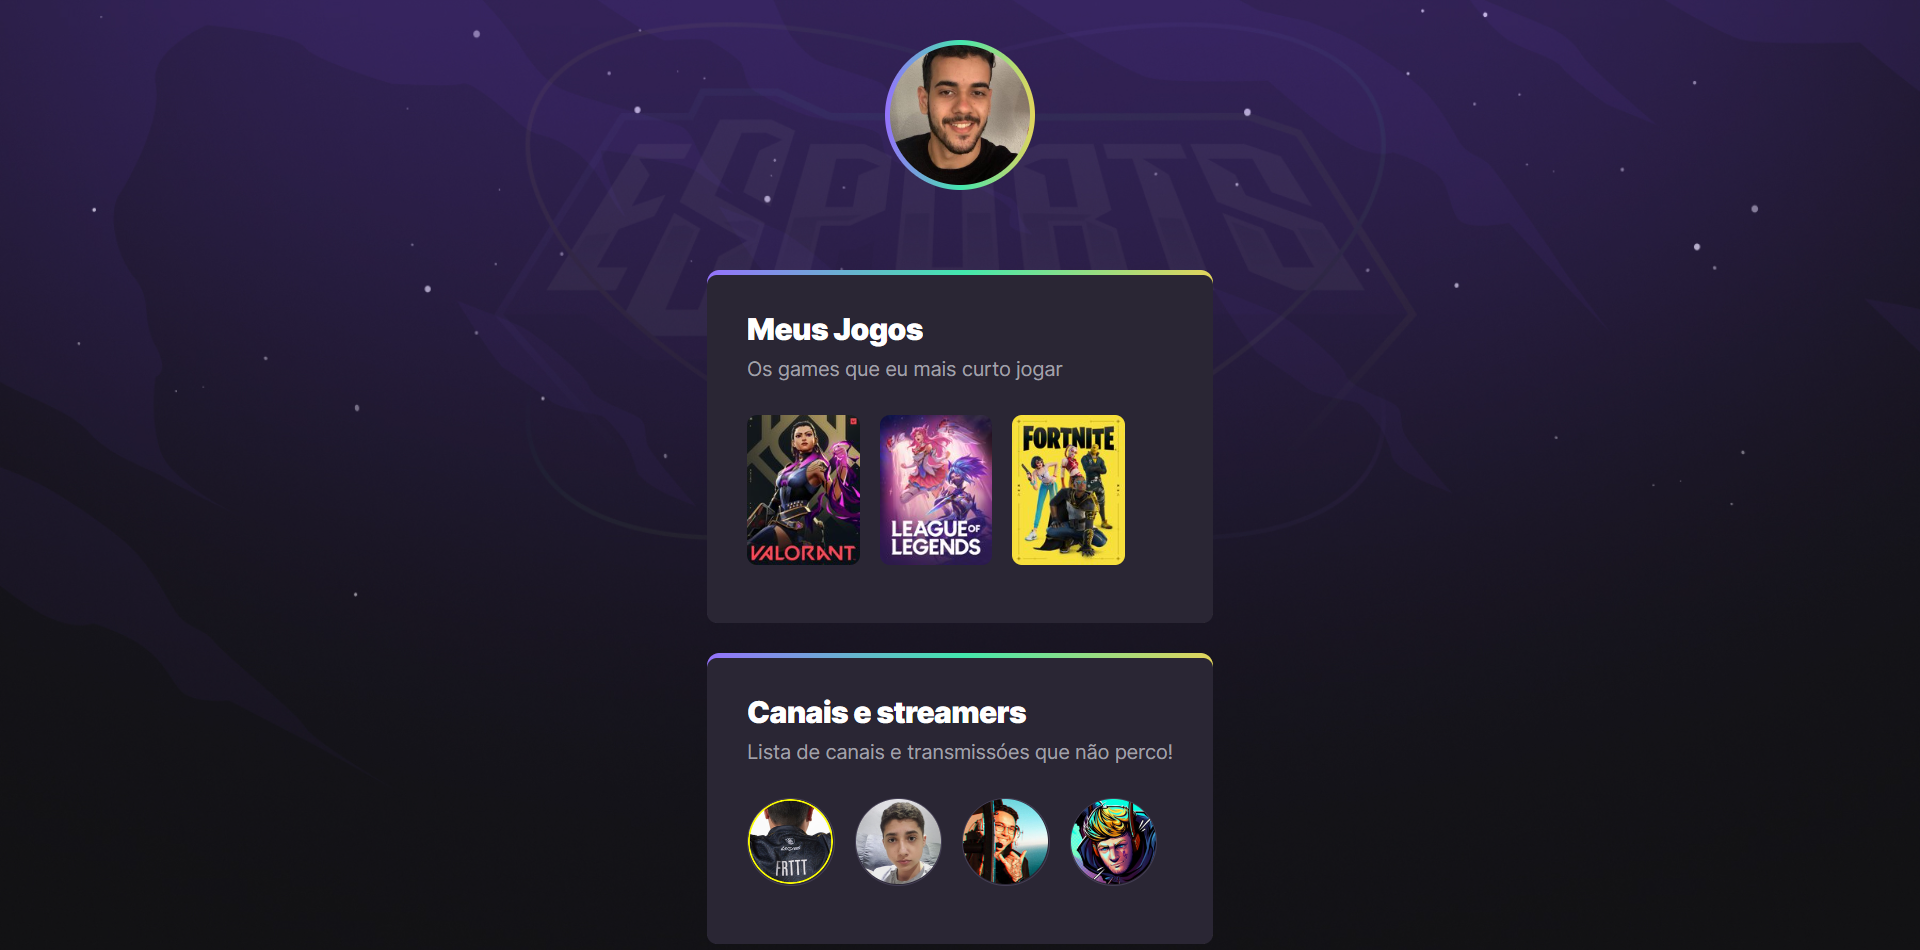 ESPORTS
Meus Jogos
Os games que eu mais curto jogar
VALORANT
LEAGUE OF
LEGENDS
FORTNITE
Canais e streamers
Lista de canais e transmissóes que não perco!
FRTTT